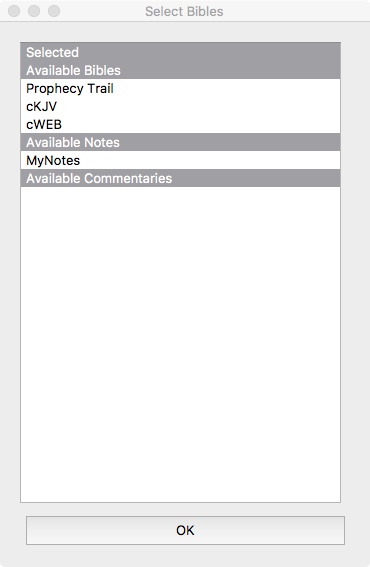 Select Bibles
Selected
Available Bibles
Prophecy Trail
cKJV
cWEB
Available Notes
MyNotes
Available Commentaries
OK